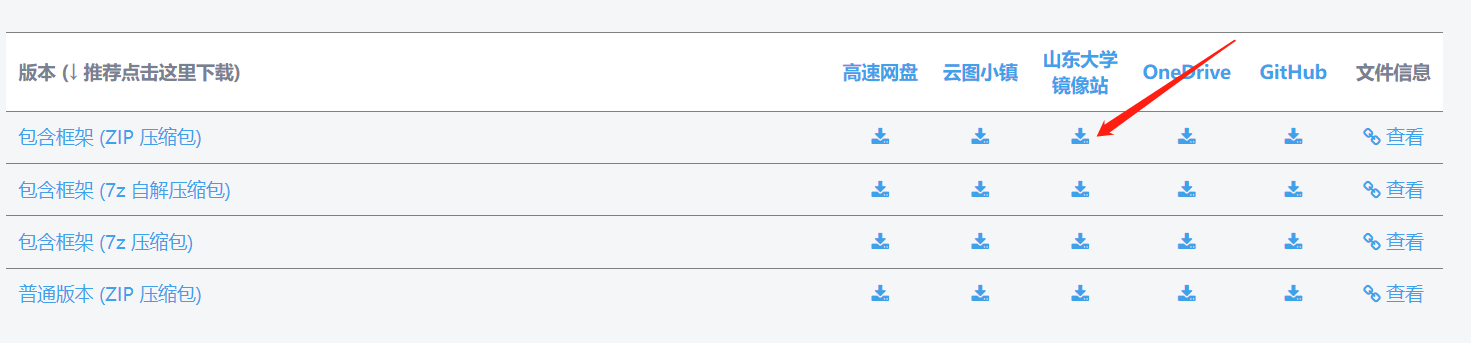 版本 (↓ 推荐点击这里下载) 高速网盘 云图小镇 山东大学 OneDrive GitHub 文件信息
镜像站
包含框架 (ZIP 压缩包) 查看
包含框架 (7z 自解压缩包) 查看
包含框架 (7z 压缩包) 查看
普通版本 (ZIP 压缩包) 查看